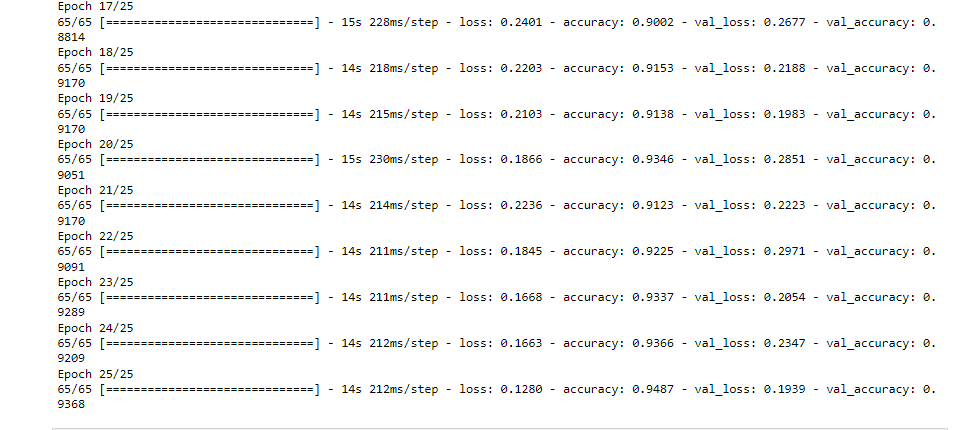 Epoch 17/25
65/65 [==============================] - 15s 228ms/step - loss: 0.2401 - accuracy: 0.9002 - val_loss: 0.2677 - val_accuracy: 0.
8814
Epoch 18/25
65/65 [==============================] - 14s 218ms/step - loss: 0.2203 - accuracy: 0.9153 - val_loss: 0.2188 - val_accuracy: 0.
9170
Epoch 19/25
65/65 [==============================] - 14s 215ms/step - loss: 0.2103 - accuracy: 0.9138 - val_loss: 0.1983 - val_accuracy: 0.
9170
Epoch 20/25
65/65 [==============================] - 15s 230ms/step - loss: 0.1866 - accuracy: 0.9346 - val_loss: 0.2851 - val_accuracy: 0.
9051
Epoch 21/25
65/65 [==============================] - 14s 214ms/step - loss: 0.2236 - accuracy: 0.9123 - val_loss: 0.2223 - val_accuracy: 0.
9170
Epoch 22/25
65/65 [==============================] - 14s 211ms/step - loss: 0.1845 - accuracy: 0.9225 - val_loss: 0.2971 - val_accuracy: 0.
9091
Epoch 23/25
65/65 [==============================] - 14s 211ms/step - loss: 0.1668 - accuracy: 0.9337 - val_loss: 0.2054 - val_accuracy: 0.
9289
Epoch 24/25
65/65 [==============================] - 14s 212ms/step - loss: 0.1663 - accuracy: 0.9366 - val_loss: 0.2347 - val_accuracy: 0.
9209
Epoch 25/25
65/65 [==============================] - 14s 212ms/step - loss: 0.1280 - accuracy: 0.9487 - val_loss: 0.1939 - val_accuracy: 0.
9368